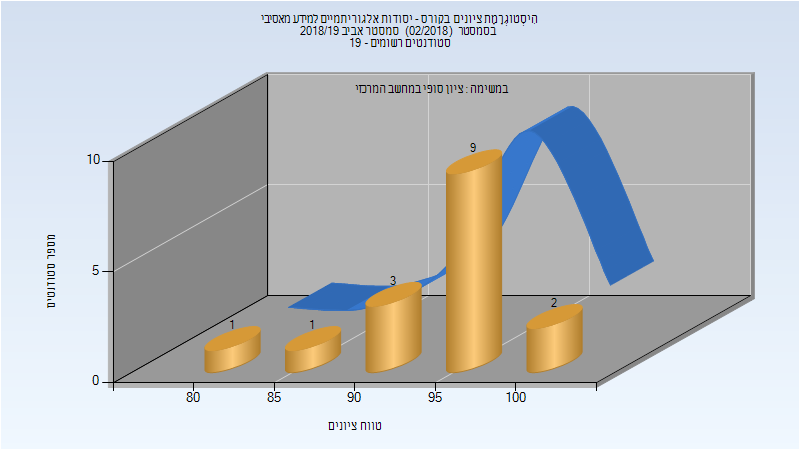 היסטוגרמת ציונים בקורס - יסודות אלגוריתמיים למידע מאסיבי
בסמסטר (02/2018) סמסטר אביב 2018/19
סטודנטים רשומים - 19
במשימה : ציון סופי במחשב המרכזי
מספר סטודנטים
10
5
0
1
1
3
9
2
80
85
90
95
100
טווח ציונים